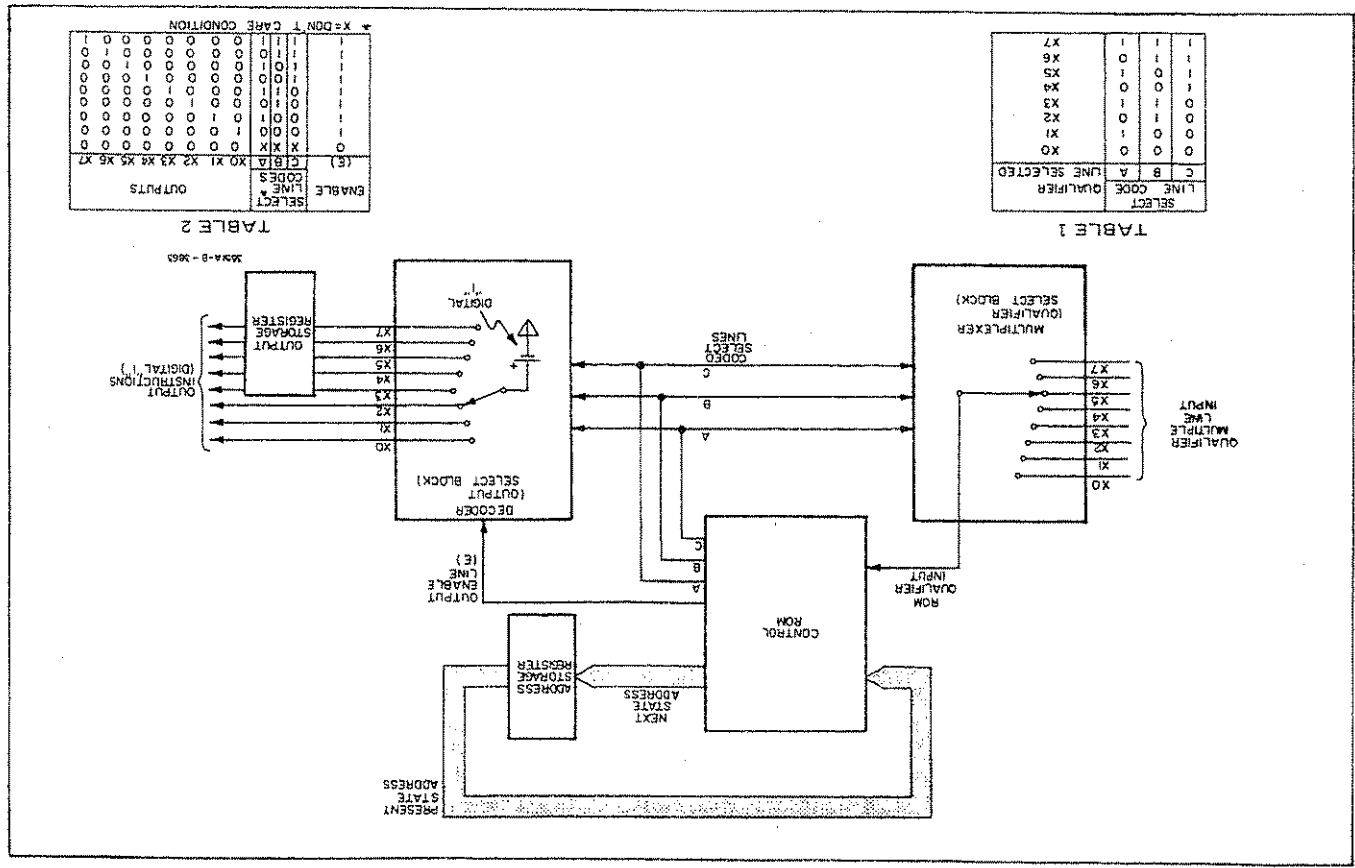 PRESENT
STATE
ADDRESS
NEXT
STATE
ADDRESS
ADDRESS
STORAGE
REGISTER
CONTROL
ROM
ROM
QUALIFIER
INPUT
A
B
C
OUTPUT
ENABLE
LINE
(E)
QUALIFIER
MULTIPLE
LINE
INPUT
X0
X1
X2
X3
X4
X5
X6
X7
MULTIPLEXER
(QUALIFIER
SELECT BLOCK)
A
B
C
CODED
SELECT
LINES
DECODER
(OUTPUT
SELECT BLOCK)
+
DIGITAL
"1"
X0
X1
X2
X3
X4
X5
X6
X7
OUTPUT
STORAGE
REGISTER
OUTPUT
INSTRUCTIONS
(DIGITAL "1")
TABLE 1
SELECT LINE CODE QUALIFIER LINE SELECTED
C B A
0 0 0 X0
0 0 1 X1
0 1 0 X2
0 1 1 X3
1 0 0 X4
1 0 1 X5
1 1 0 X6
1 1 1 X7
TABLE 2
ENABLE (E) SELECT LINE * CODES OUTPUTS
C B A X0 X1 X2 X3 X4 X5 X6 X7
0 X X X 0 0 0 0 0 0 0 0
1 0 0 0 1 0 0 0 0 0 0 0
1 0 0 1 0 1 0 0 0 0 0 0
1 0 1 0 0 0 1 0 0 0 0 0
1 0 1 1 0 0 0 1 0 0 0 0
1 1 0 0 0 0 0 0 1 0 0 0
1 1 0 1 0 0 0 0 0 1 0 0
1 1 1 0 0 0 0 0 0 0 1 0
1 1 1 1 0 0 0 0 0 0 0 1
* X=DON'T CARE CONDITION